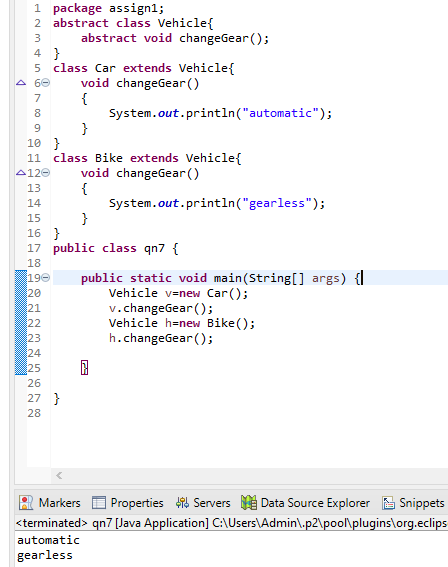 1 package assign1;
2 abstract class Vehicle{
3     abstract void changeGear();
4 }
5 class Car extends Vehicle{
6     void changeGear()
7     {
8         System.out.println("automatic");
9     }
10 }
11 class Bike extends Vehicle{
12     void changeGear()
13     {
14         System.out.println("gearless");
15     }
16 }
17 public class qn7 {
18
19     public static void main(String[] args) {
20         Vehicle v=new Car();
21         v.changeGear();
22         Vehicle h=new Bike();
23         h.changeGear();
24
25     }
26
27 }
28
Markers Properties Servers Data Source Explorer Snippets
<terminated> qn7 [Java Application] C:\Users\Admin\.p2\pool\plugins\org.eclips
automatic
gearless